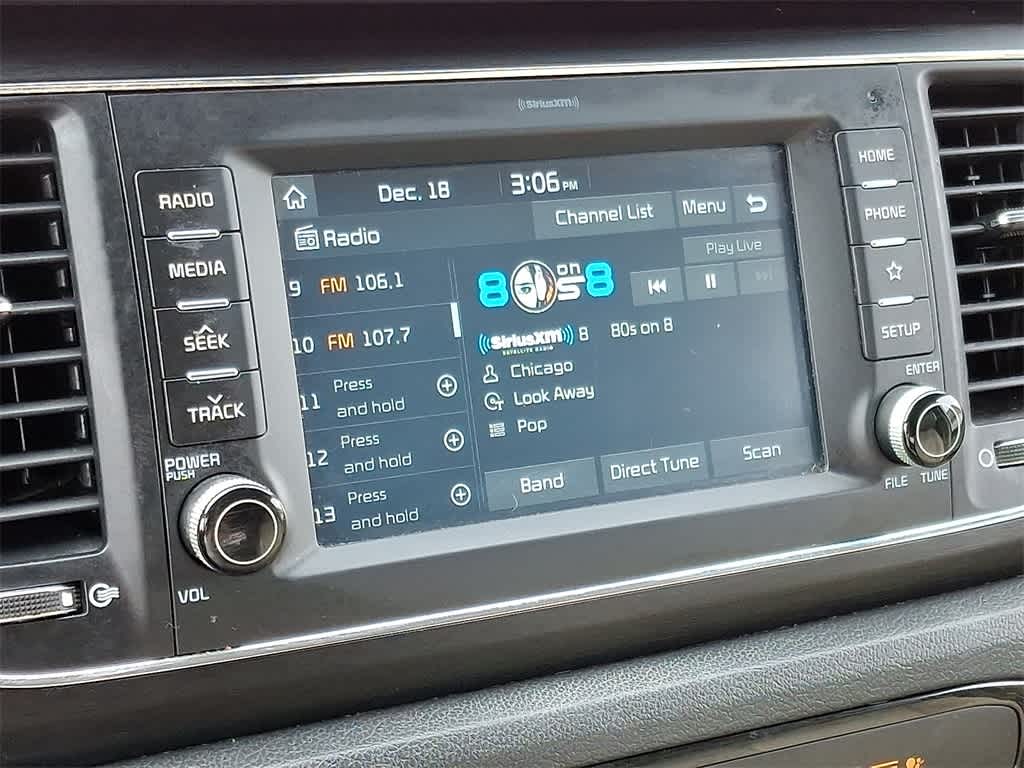 ((SiriusXM))
RADIO
MEDIA
SEEK
TRACK
POWER
PUSH
VOL
Dec. 18
3:06 PM
Radio
Channel List
Menu
Play Live
9 FM 106.1
10 FM 107.7
11 Press
and hold
12 Press
and hold
13 Press
and hold
8 on 8
80s
((SiriusXM))
SATELLITE RADIO
8 80s on 8
Chicago
Look Away
Pop
Band
Direct Tune
Scan
HOME
PHONE
SETUP
ENTER
FILE
TUNE